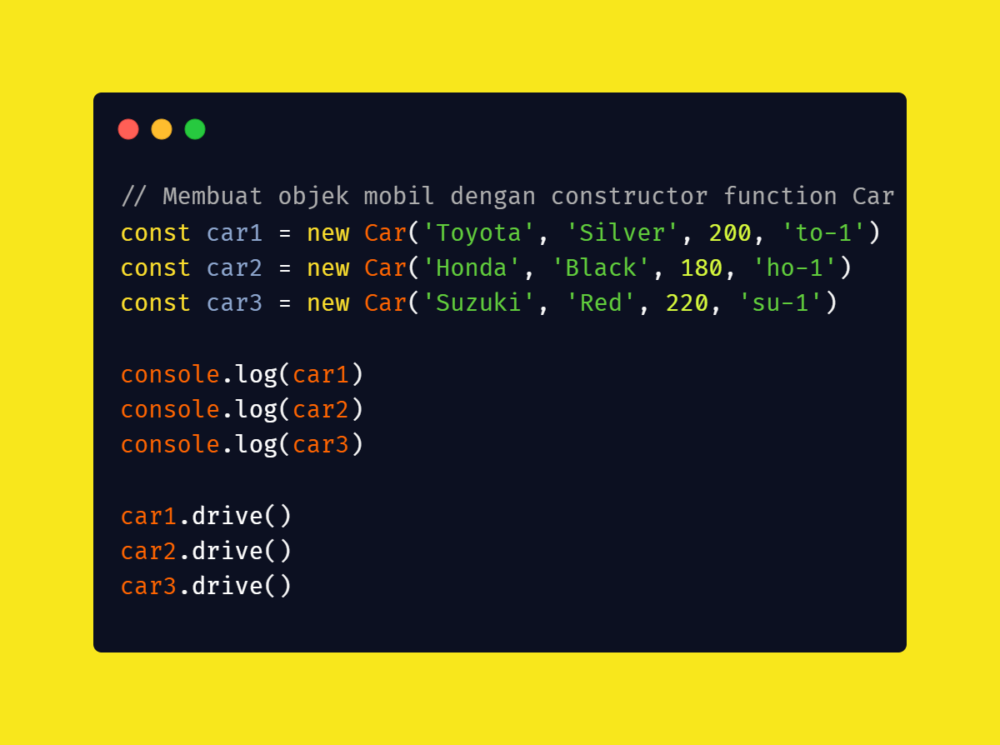 // Membuat objek mobil dengan constructor function Car
const car1 = new Car('Toyota', 'Silver', 200, 'to-1')
const car2 = new Car('Honda', 'Black', 180, 'ho-1')
const car3 = new Car('Suzuki', 'Red', 220, 'su-1')
console.log(car1)
console.log(car2)
console.log(car3)
car1.drive()
car2.drive()
car3.drive()